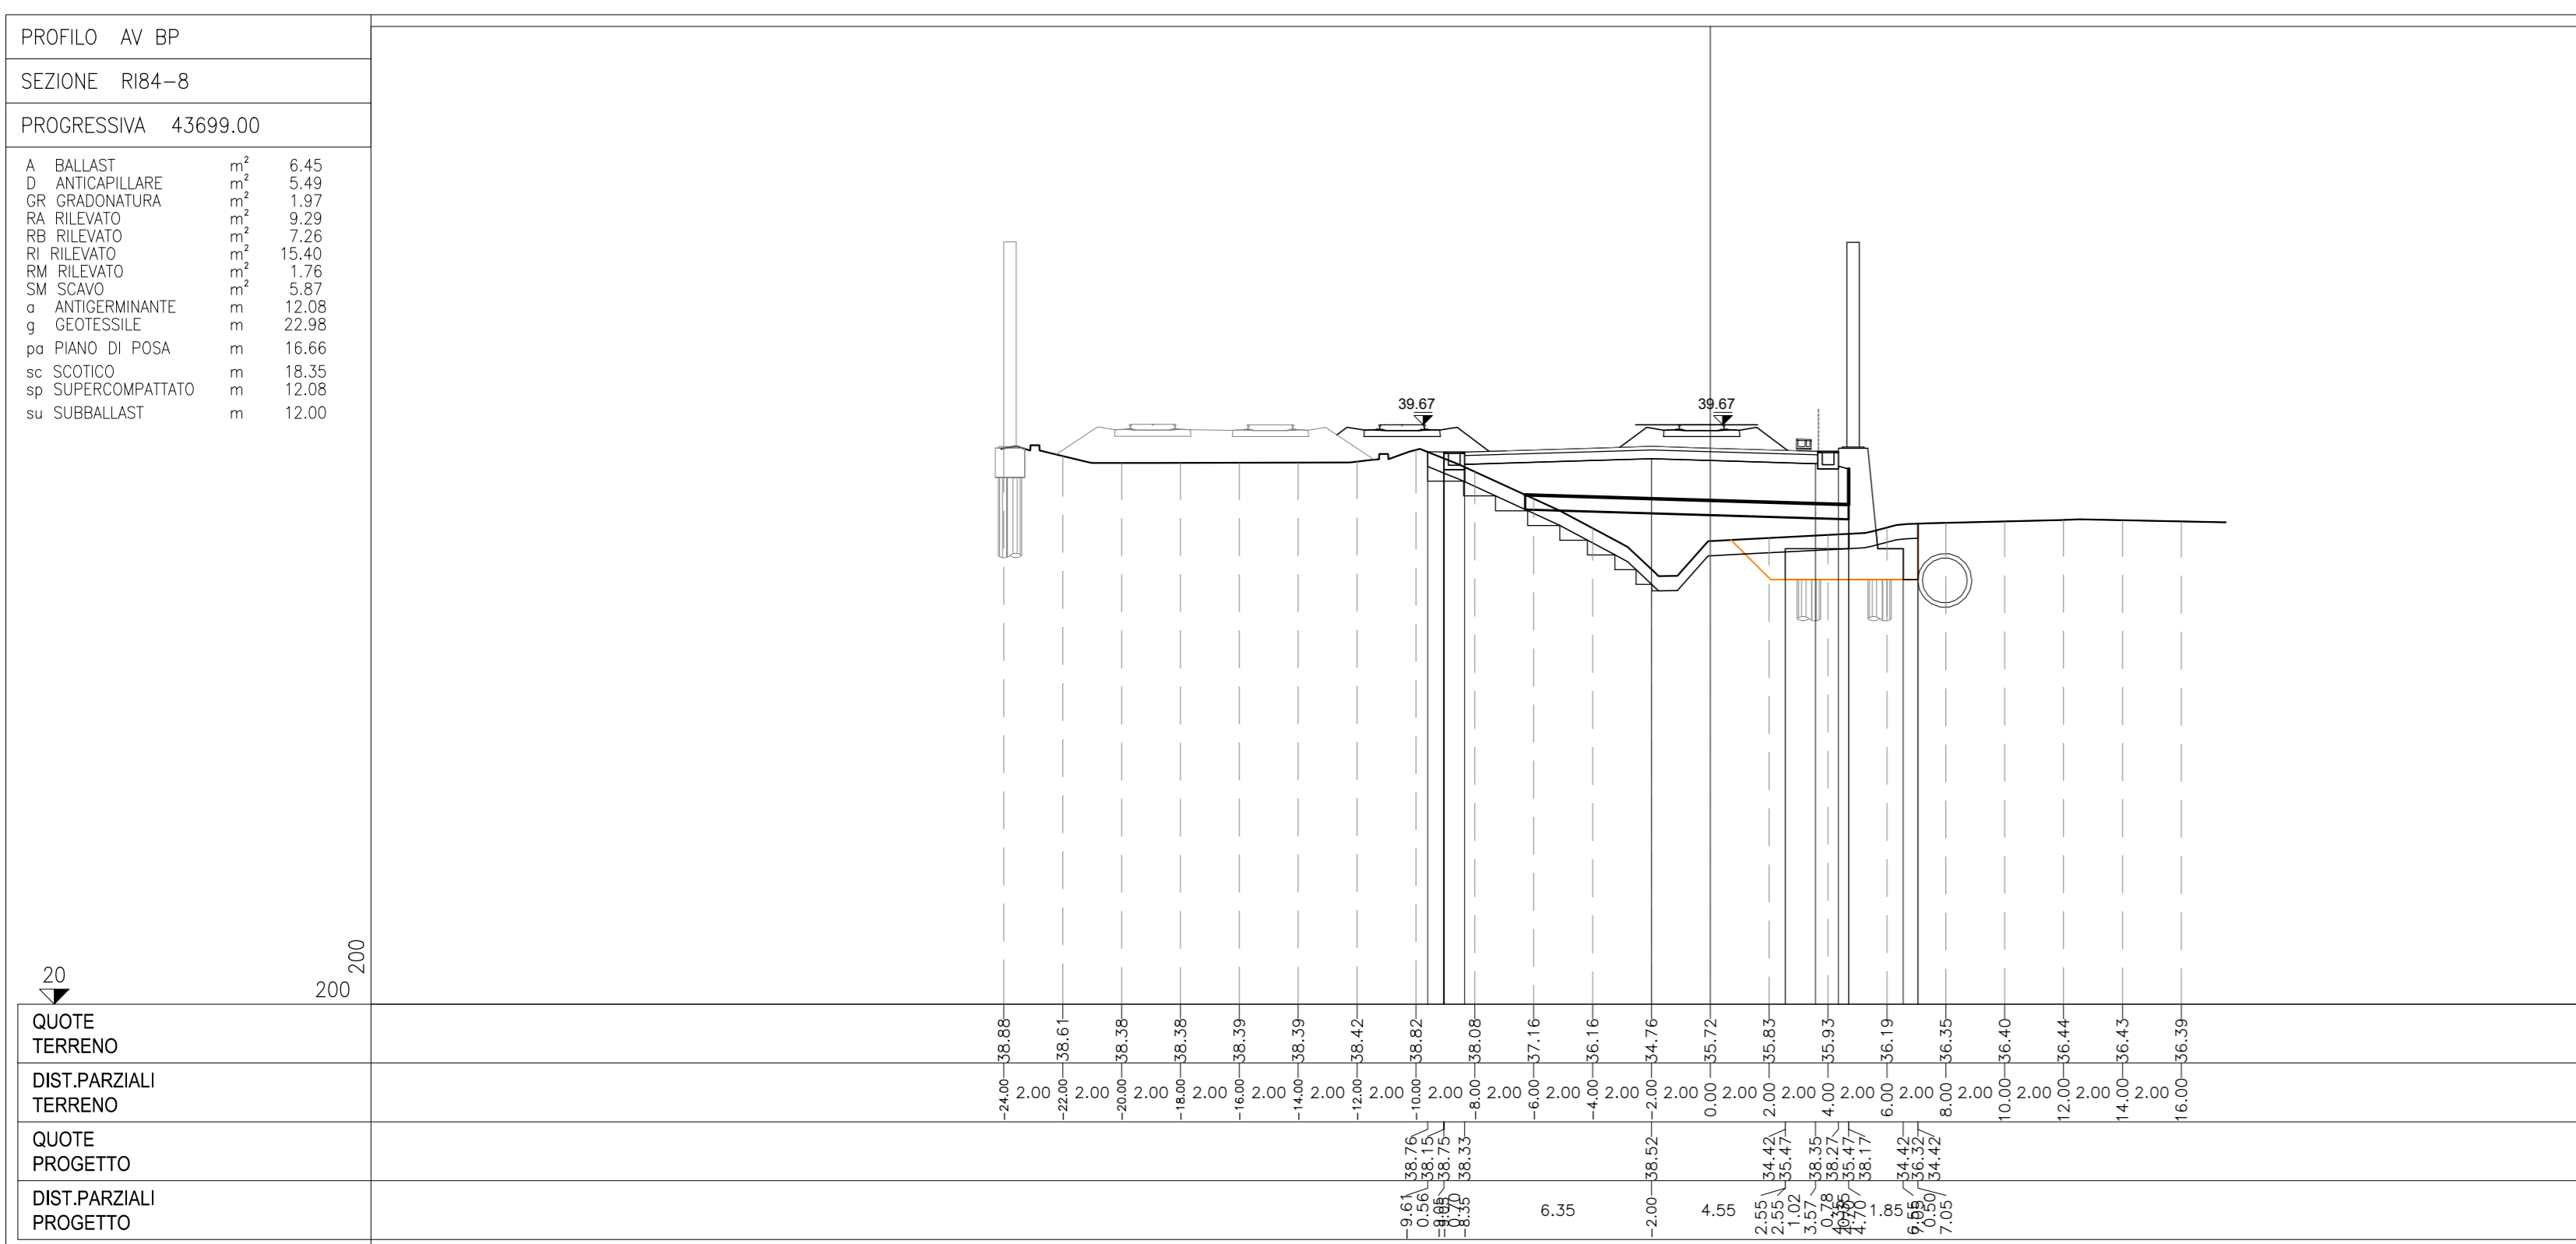 PROFILO AV BP
SEZIONE RI84-8
PROGRESSIVA 43699.00
A BALLAST m² 6.45
D ANTICAPILLARE m² 5.49
GR GRADONATURA m² 1.97
RA RILEVATO m² 9.29
RB RILEVATO m² 7.26
RI RILEVATO m² 15.40
RM RILEVATO m² 1.76
SM SCAVO m² 5.87
a ANTIGERMINANTE m 12.08
g GEOTESSILE m 22.98
pa PIANO DI POSA m 16.66
sc SCOTICO m 18.35
sp SUPERCOMPATTATO m 12.08
su SUBBALLAST m 12.00
39.67 39.67
20 200 200
QUOTE
TERRENO
38.88 38.61 38.38 38.38 38.39 38.39 38.42 38.82 38.08 37.16 36.16 34.76 35.72 35.83 35.93 36.19 36.35 36.40 36.44 36.43 36.39
DIST.PARZIALI
TERRENO
-24.00 2.00 -22.00 2.00 -20.00 2.00 -18.00 2.00 -16.00 2.00 -14.00 2.00 -12.00 2.00 -10.00 2.00 -8.00 2.00 -6.00 2.00 -4.00 2.00 -2.00 2.00 0.00 2.00 2.00 2.00 4.00 2.00 6.00 2.00 8.00 2.00 10.00 2.00 12.00 2.00 14.00 2.00 16.00
QUOTE
PROGETTO
38.76 38.15 38.75 38.33 38.52 34.42 35.47 38.35 38.27 35.47 38.17 34.42 36.32 34.42
DIST.PARZIALI
PROGETTO
-9.61 0.56 -9.05 0.70 -8.35 6.35 -2.00 4.55 2.55 2.55 1.02 3.57 0.78 4.70 1.85 6.55 7.05 0.50 7.05